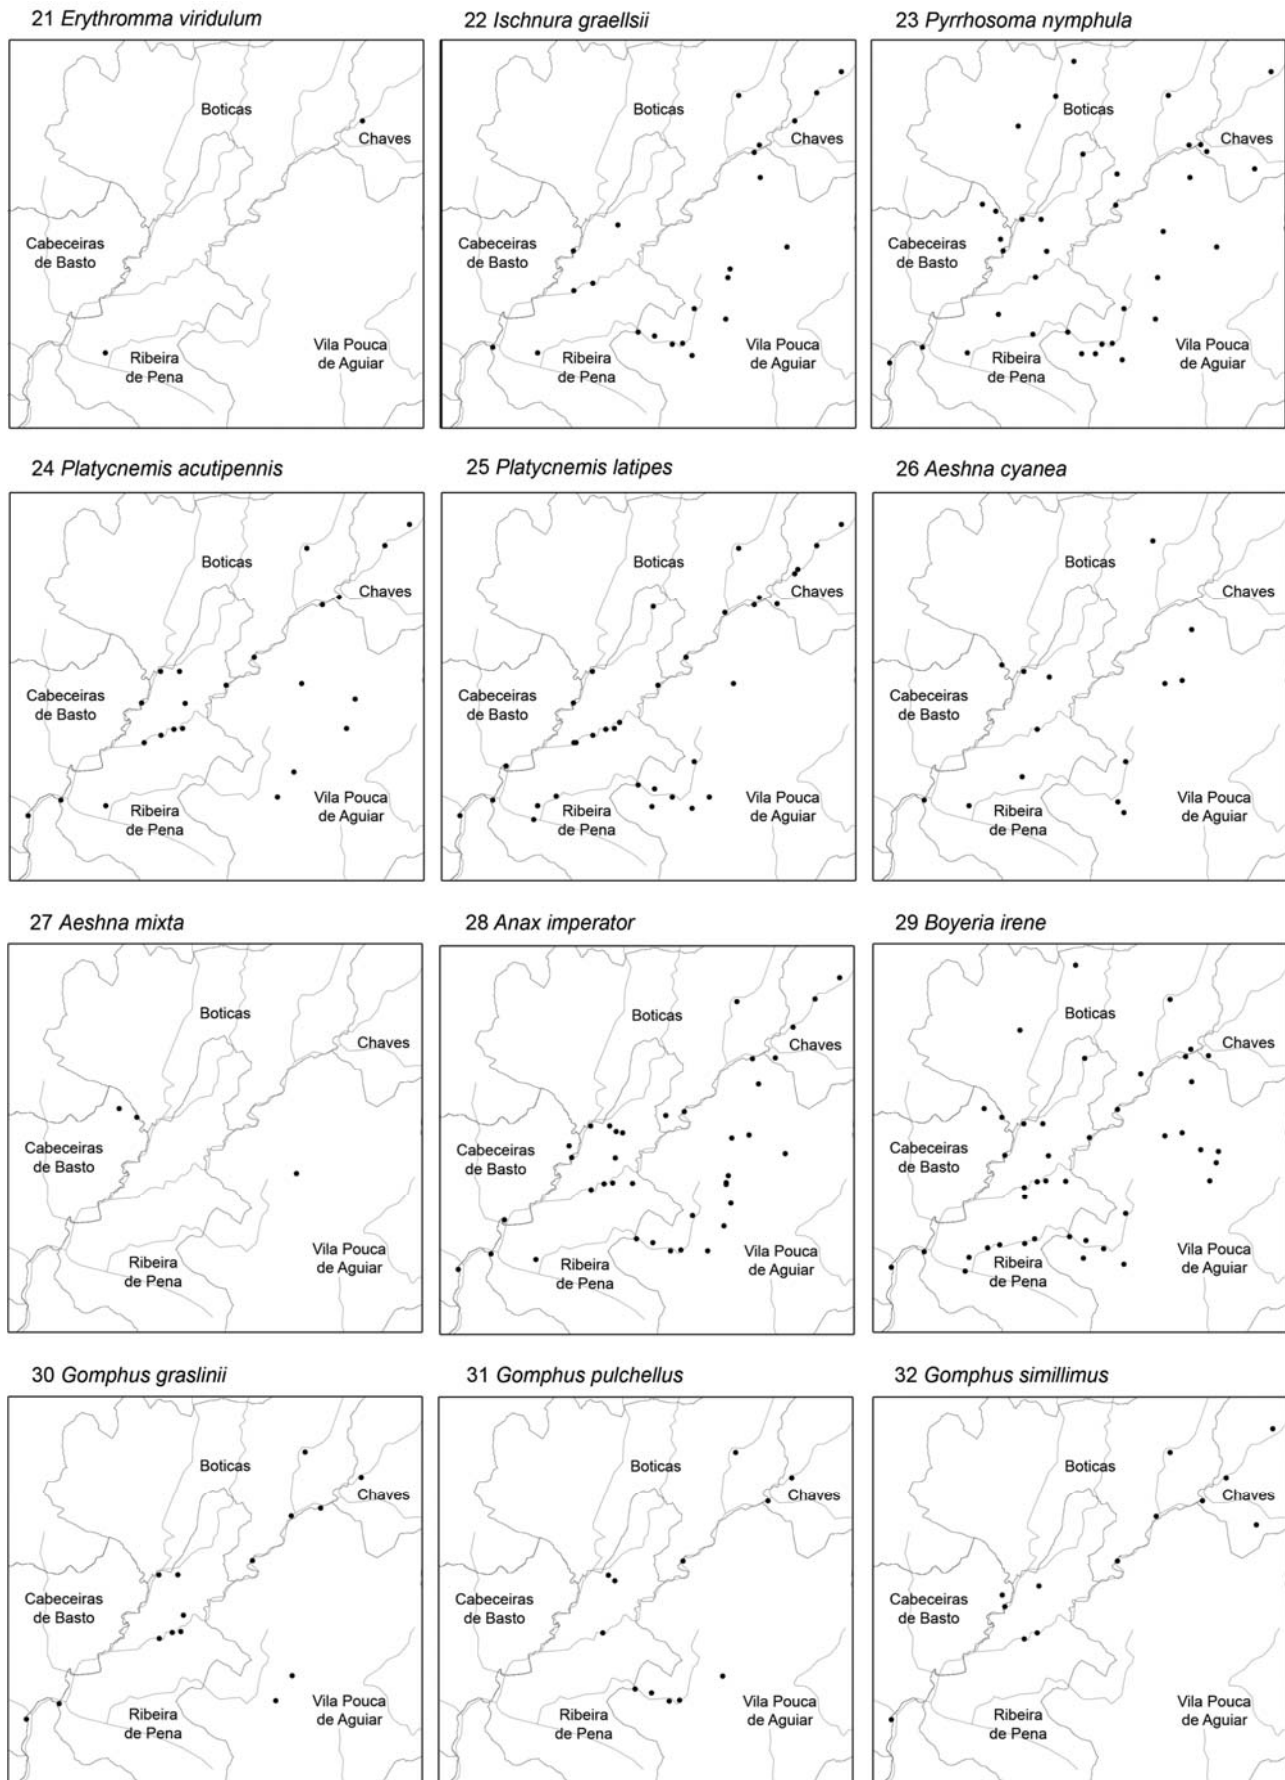 21 Erythromma viridulum
22 Ischnura graellsii
23 Pyrrhosoma nymphula
Boticas
Chaves
Cabeceiras
de Basto
Ribeira
de Pena
Vila Pouca
de Aguiar
Boticas
Chaves
Cabeceiras
de Basto
Ribeira
de Pena
Vila Pouca
de Aguiar
Boticas
Chaves
Cabeceiras
de Basto
Ribeira
de Pena
Vila Pouca
de Aguiar
24 Platycnemis acutipennis
25 Platycnemis latipes
26 Aeshna cyanea
Boticas
Chaves
Cabeceiras
de Basto
Ribeira
de Pena
Vila Pouca
de Aguiar
Boticas
Chaves
Cabeceiras
de Basto
Ribeira
de Pena
Vila Pouca
de Aguiar
Boticas
Chaves
Cabeceiras
de Basto
Ribeira
de Pena
Vila Pouca
de Aguiar
27 Aeshna mixta
28 Anax imperator
29 Boyeria irene
Boticas
Chaves
Cabeceiras
de Basto
Ribeira
de Pena
Vila Pouca
de Aguiar
Boticas
Chaves
Cabeceiras
de Basto
Ribeira
de Pena
Vila Pouca
de Aguiar
Boticas
Chaves
Cabeceiras
de Basto
Ribeira
de Pena
Vila Pouca
de Aguiar
30 Gomphus graslinii
31 Gomphus pulchellus
32 Gomphus simillimus
Boticas
Chaves
Cabeceiras
de Basto
Ribeira
de Pena
Vila Pouca
de Aguiar
Boticas
Chaves
Cabeceiras
de Basto
Ribeira
de Pena
Vila Pouca
de Aguiar
Boticas
Chaves
Cabeceiras
de Basto
Ribeira
de Pena
Vila Pouca
de Aguiar